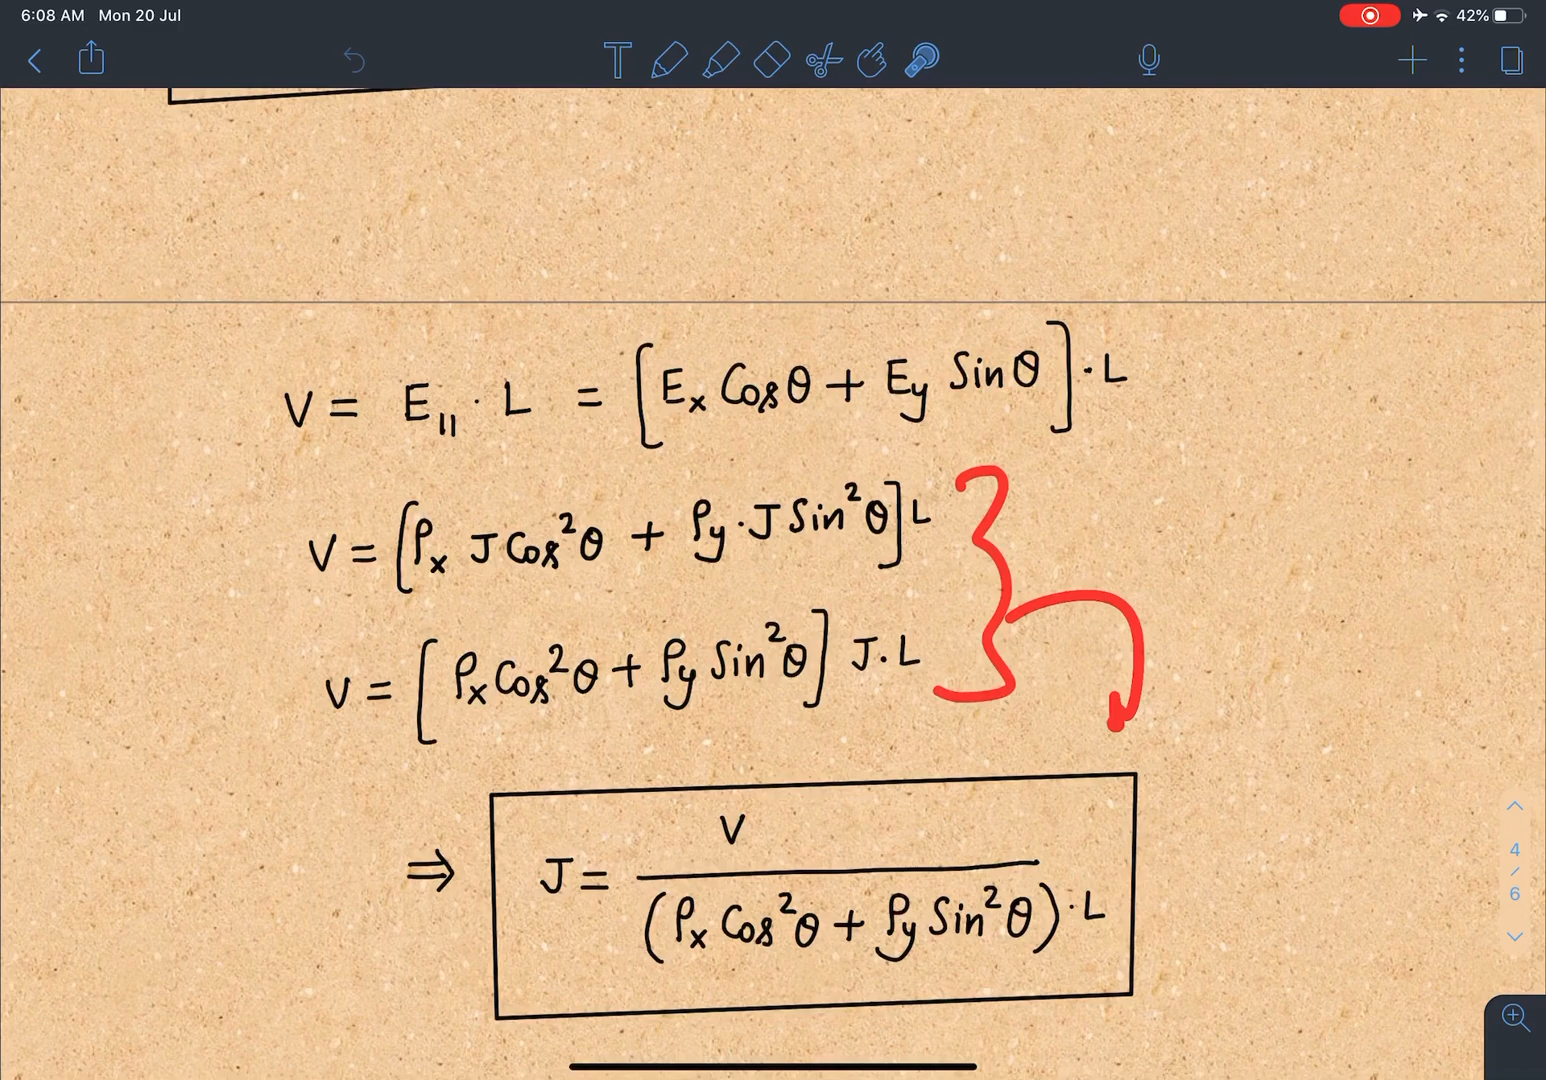 6:08 AM Mon 20 Jul 42%
T
V = E₁₁ · L = [Eₓ Cosθ + Ey Sinθ] · L
V = [ρₓ J Cos²θ + ρy · J Sin²θ] L
V = [ρₓ Cos²θ + ρy Sin²θ] J · L
⇒ J = V
(ρₓ Cos²θ + ρy Sin²θ) · L
4
/
6